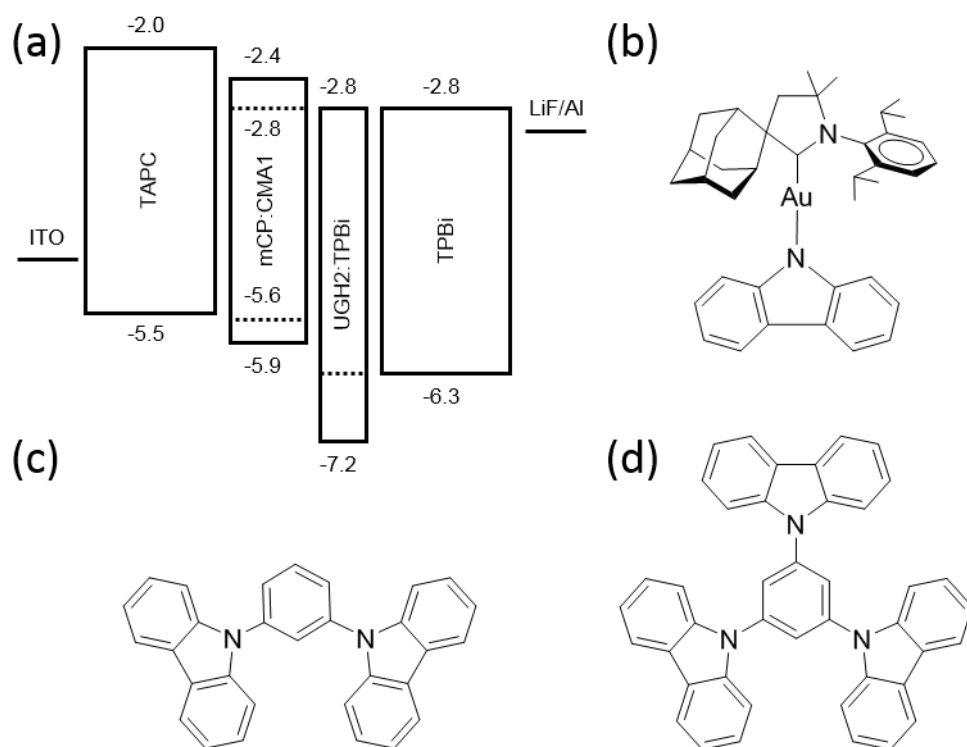 (a)
-2.0
-2.4
-2.8
-2.8
-2.8
LiF/Al
TAPC
mCP:CMA1
UGH2:TPBi
TPBi
ITO
-5.6
-5.5
-5.9
-6.3
-7.2
(b)
N
Au
N
(c)
N
N
(d)
N
N
N